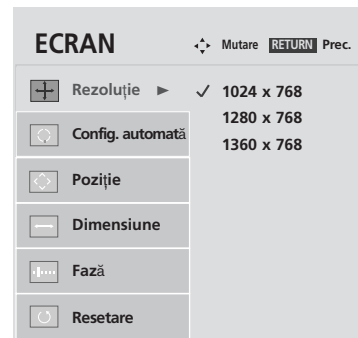 ECRAN Mutare RETURN Prec.
Rezoluție ► ✓ 1024 x 768
1280 x 768
1360 x 768
Config. automată
Poziție
Dimensiune
Fază
Resetare